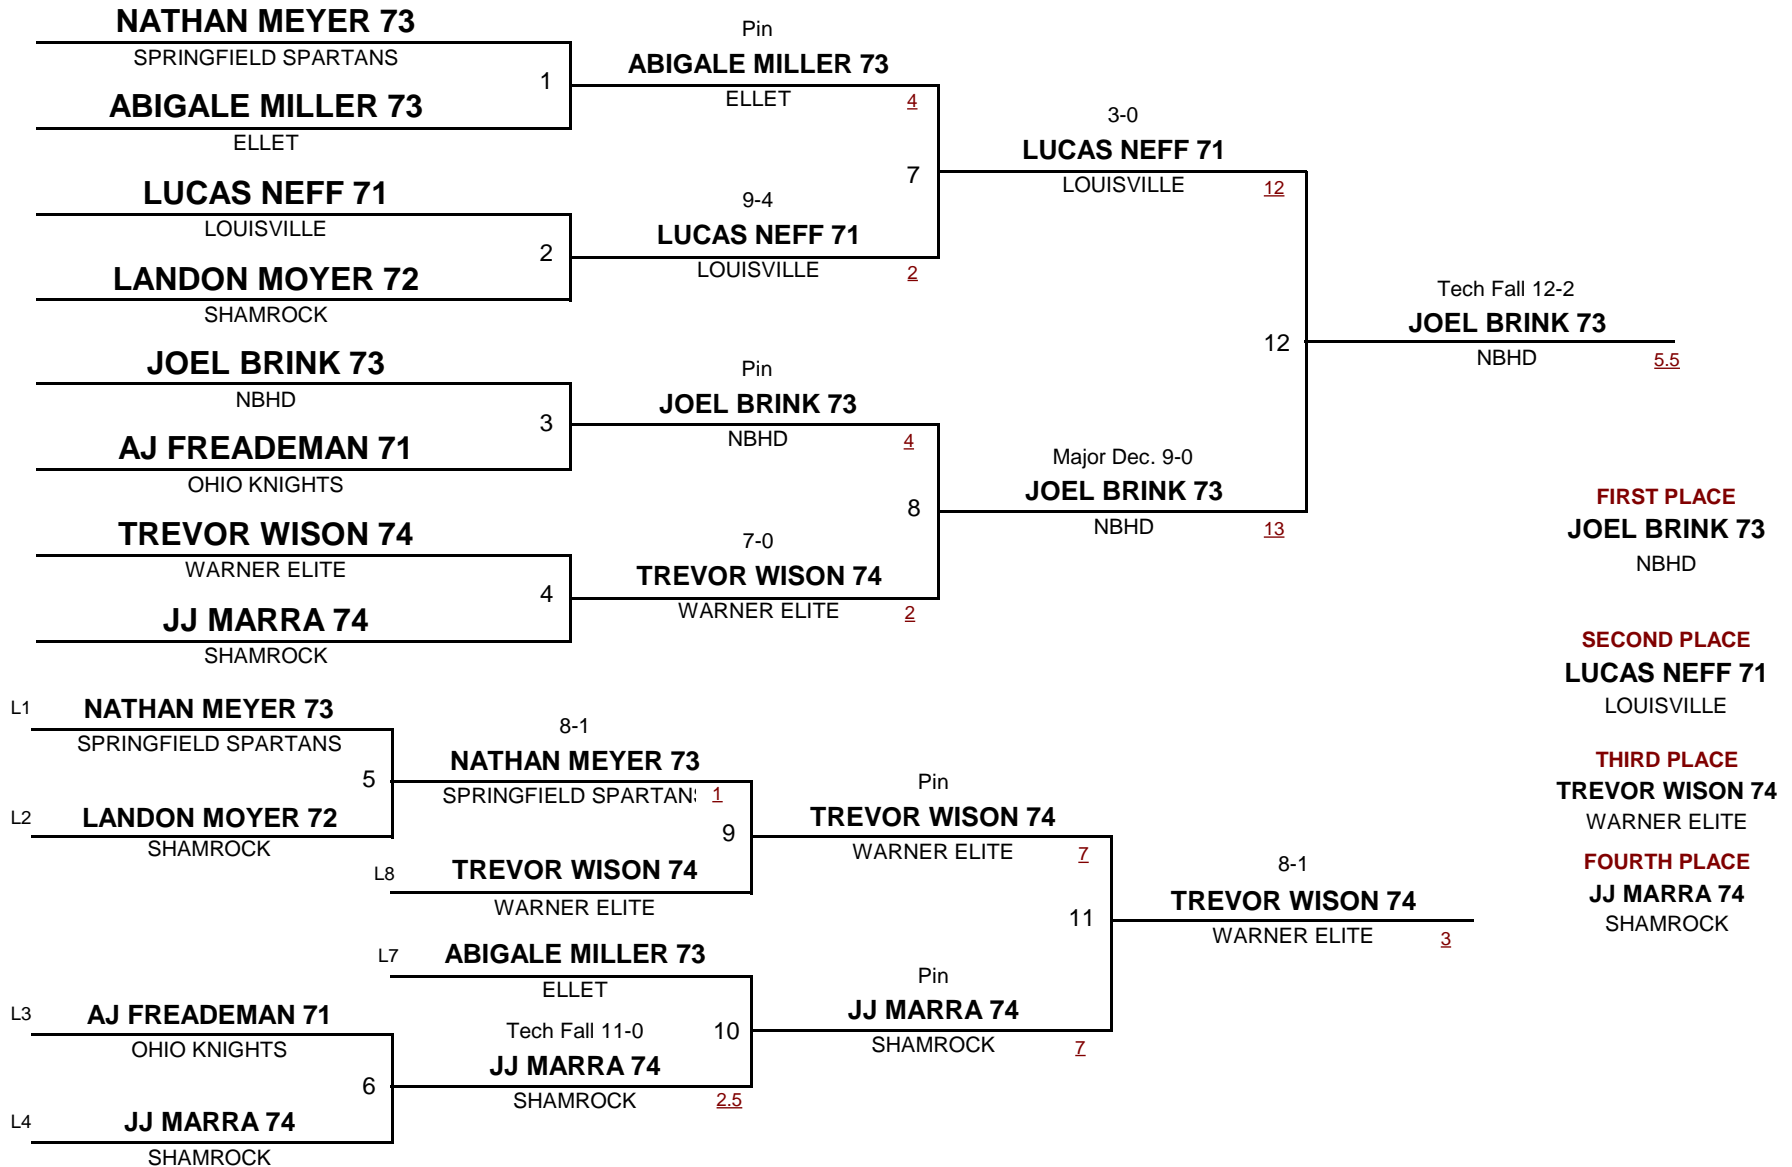 NATHAN MEYER 73
SPRINGFIELD SPARTANS
1
ABIGALE MILLER 73
ELLET
LUCAS NEFF 71
LOUISVILLE
2
LANDON MOYER 72
SHAMROCK
JOEL BRINK 73
NBHD
3
AJ FREADEMAN 71
OHIO KNIGHTS
TREVOR WISON 74
WARNER ELITE
4
JJ MARRA 74
SHAMROCK
Pin
ABIGALE MILLER 73
ELLET 4
7
9-4
LUCAS NEFF 71
LOUISVILLE 2
Pin
JOEL BRINK 73
NBHD 4
8
7-0
TREVOR WISON 74
WARNER ELITE 2
3-0
LUCAS NEFF 71
LOUISVILLE 12
12
Major Dec. 9-0
JOEL BRINK 73
NBHD 13
Tech Fall 12-2
JOEL BRINK 73
NBHD 5.5
FIRST PLACE
JOEL BRINK 73
NBHD
SECOND PLACE
LUCAS NEFF 71
LOUISVILLE
THIRD PLACE
TREVOR WISON 74
WARNER ELITE
FOURTH PLACE
JJ MARRA 74
SHAMROCK
L1 NATHAN MEYER 73
SPRINGFIELD SPARTANS
5
L2 LANDON MOYER 72
SHAMROCK
L3 AJ FREADEMAN 71
OHIO KNIGHTS
6
L4 JJ MARRA 74
SHAMROCK
8-1
NATHAN MEYER 73
SPRINGFIELD SPARTANS 1
9
L8 TREVOR WISON 74
WARNER ELITE
L7 ABIGALE MILLER 73
ELLET
10
Tech Fall 11-0
JJ MARRA 74
SHAMROCK 2.5
Pin
TREVOR WISON 74
WARNER ELITE 7
11
Pin
JJ MARRA 74
SHAMROCK 7
8-1
TREVOR WISON 74
WARNER ELITE 3